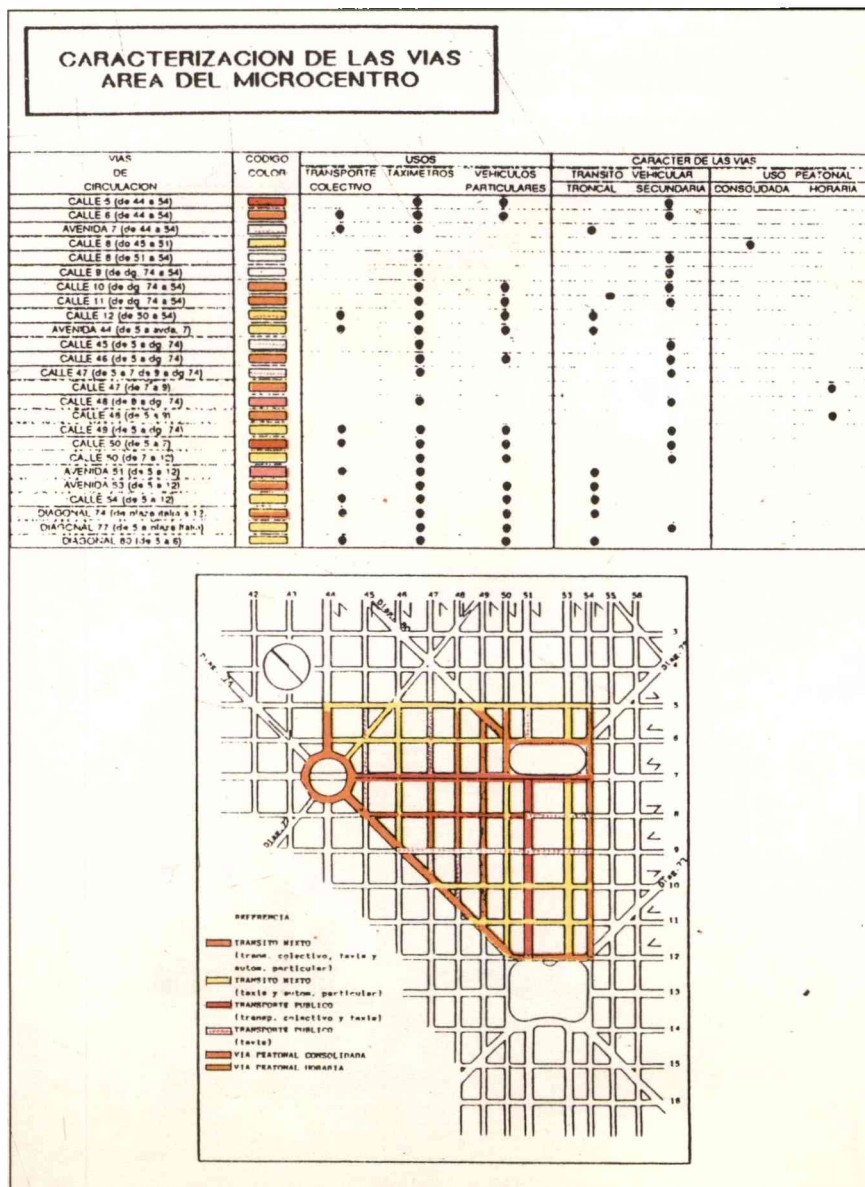 CARACTERIZACION DE LAS VIAS
AREA DEL MICROCENTRO
VIAS DE CIRCULACION
CODIGO COLOR
USOS
CARACTER DE LAS VIAS
TRANSPORTE COLECTIVO
TAXIMETROS
VEHICULOS PARTICULARES
TRANSITO VEHICULAR
USO PEATONAL
TRONCAL
SECUNDARIA
CONSOLIDADA
HORARIA
CALLE 5 (de 44 a 54)
CALLE 6 (de 44 a 54)
AVENIDA 7 (de 44 a 54)
CALLE 8 (do 45 a 51)
CALLE 8 (de 51 a 54)
CALLE 9 (de dg. 74 a 54)
CALLE 10 (de dg. 74 a 54)
CALLE 11 (de dg. 74 a 54)
CALLE 12 (de 50 a 54)
AVENIDA 44 (de 5 a avda. 7)
CALLE 45 (de 5 a dg. 74)
CALLE 46 (de 5 a dg. 74)
CALLE 47 (de 5 a 7 de 9 a dg 74)
CALLE 47 (de 7 a 9)
CALLE 48 (de 8 a dg. 74)
CALLE 48 (de 5 a 9)
CALLE 49 (de 5 a dg. 74)
CALLE 50 (de 5 a 7)
CALLE 50 (de 7 a 12)
AVENIDA 51 (de 5 a 12)
AVENIDA 53 (de 5 a 12)
CALLE 54 (de 5 a 12)
DIAGONAL 74 (de plaza italia a 12)
DIAGONAL 77 (de 5 a plaza italia)
DIAGONAL 80 (de 5 a 6)
42 43 44 45 46 47 48 49 50 51 53 54 55 56
3
5
6
7
8
9
10
11
12
13
14
15
16
REFERENCIA
TRANSITO MIXTO
(trans. colectivo, taxis y
autom. particular)
TRANSITO MIXTO
(taxis y autom. particular)
TRANSPORTE PUBLICO
(transp. colectivo y taxis)
TRANSPORTE PUBLICO
(taxis)
VIA PEATONAL CONSOLIDADA
VIA PEATONAL HORARIA